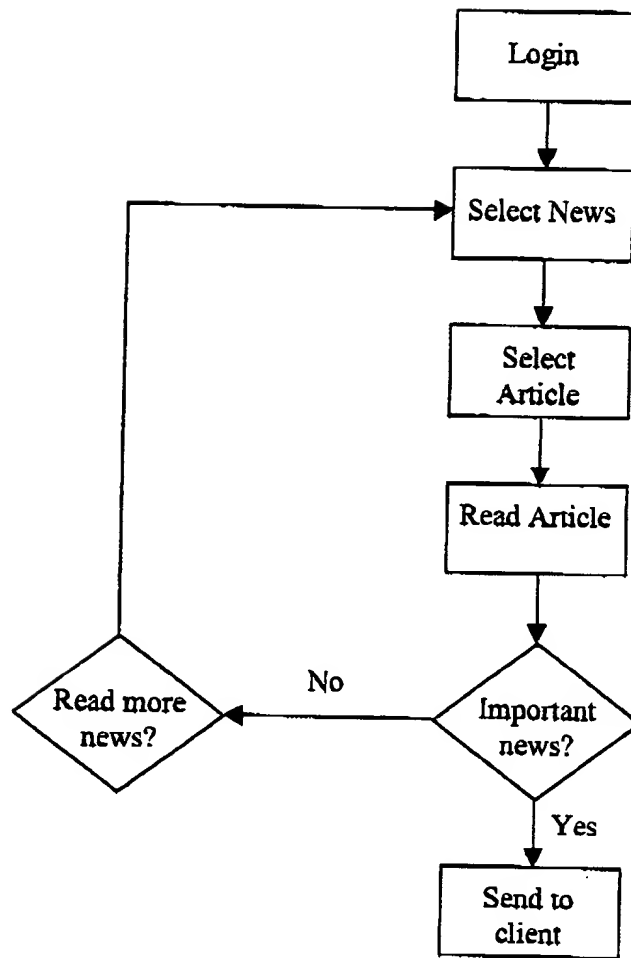 Login
Select News
Select
Article
Read Article
Important
news?
No
Read more
news?
Yes
Send to
client